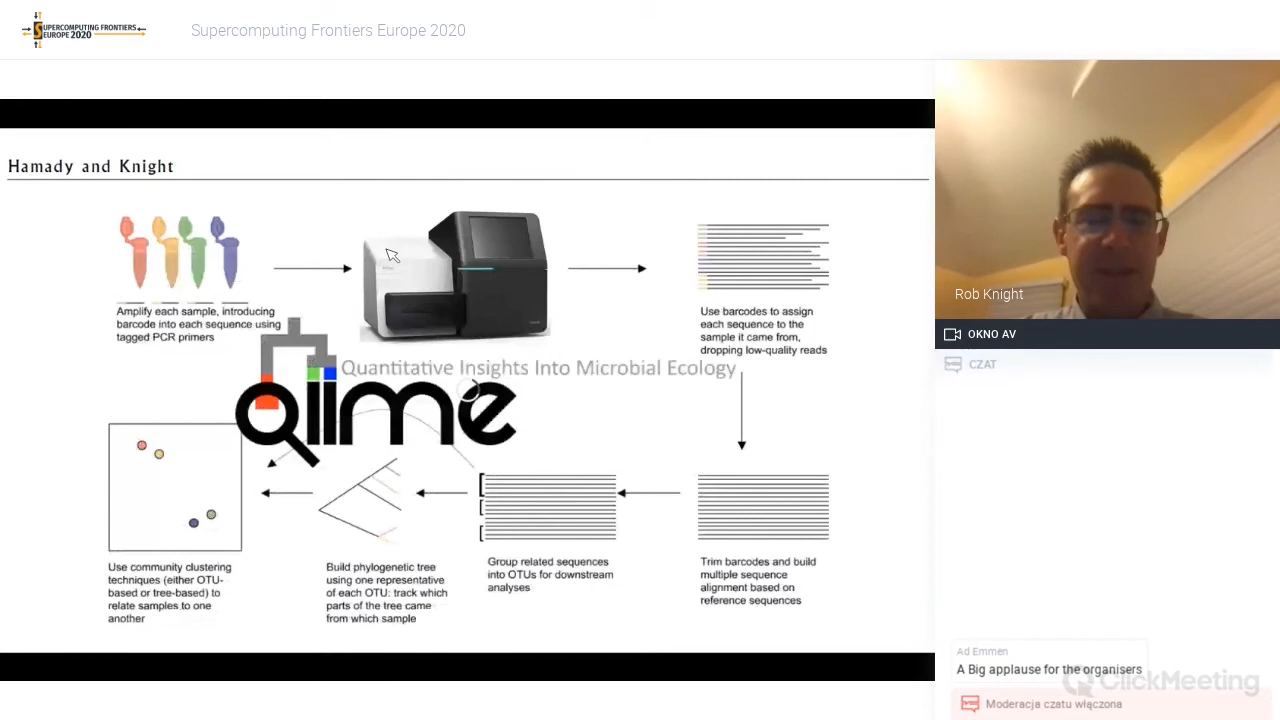 SUPERCOMPUTING FRONTIERS
EUROPE 2020
Supercomputing Frontiers Europe 2020
Hamady and Knight
Amplify each sample, introducing
barcode into each sequence using
tagged PCR primers
Use barcodes to assign
each sequence to the
sample it came from,
dropping low-quality reads
Quantitative Insights Into Microbial Ecology
Qiime
Use community clustering
techniques (either OTU-
based or tree-based) to
relate samples to one
another
Build phylogenetic tree
using one representative
of each OTU: track which
parts of the tree came
from which sample
Group related sequences
into OTUs for downstream
analyses
Trim barcodes and build
multiple sequence
alignment based on
reference sequences
Rob Knight
OKNO AV
CZAT
Ad Emmen
A Big applause for the organisers
ClickMeeting
Moderacja czatu włączona